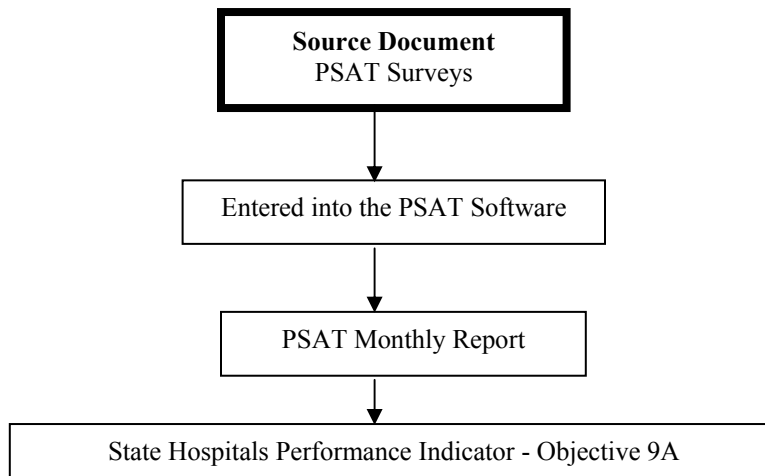 Source Document
PSAT Surveys
Entered into the PSAT Software
PSAT Monthly Report
State Hospitals Performance Indicator - Objective 9A